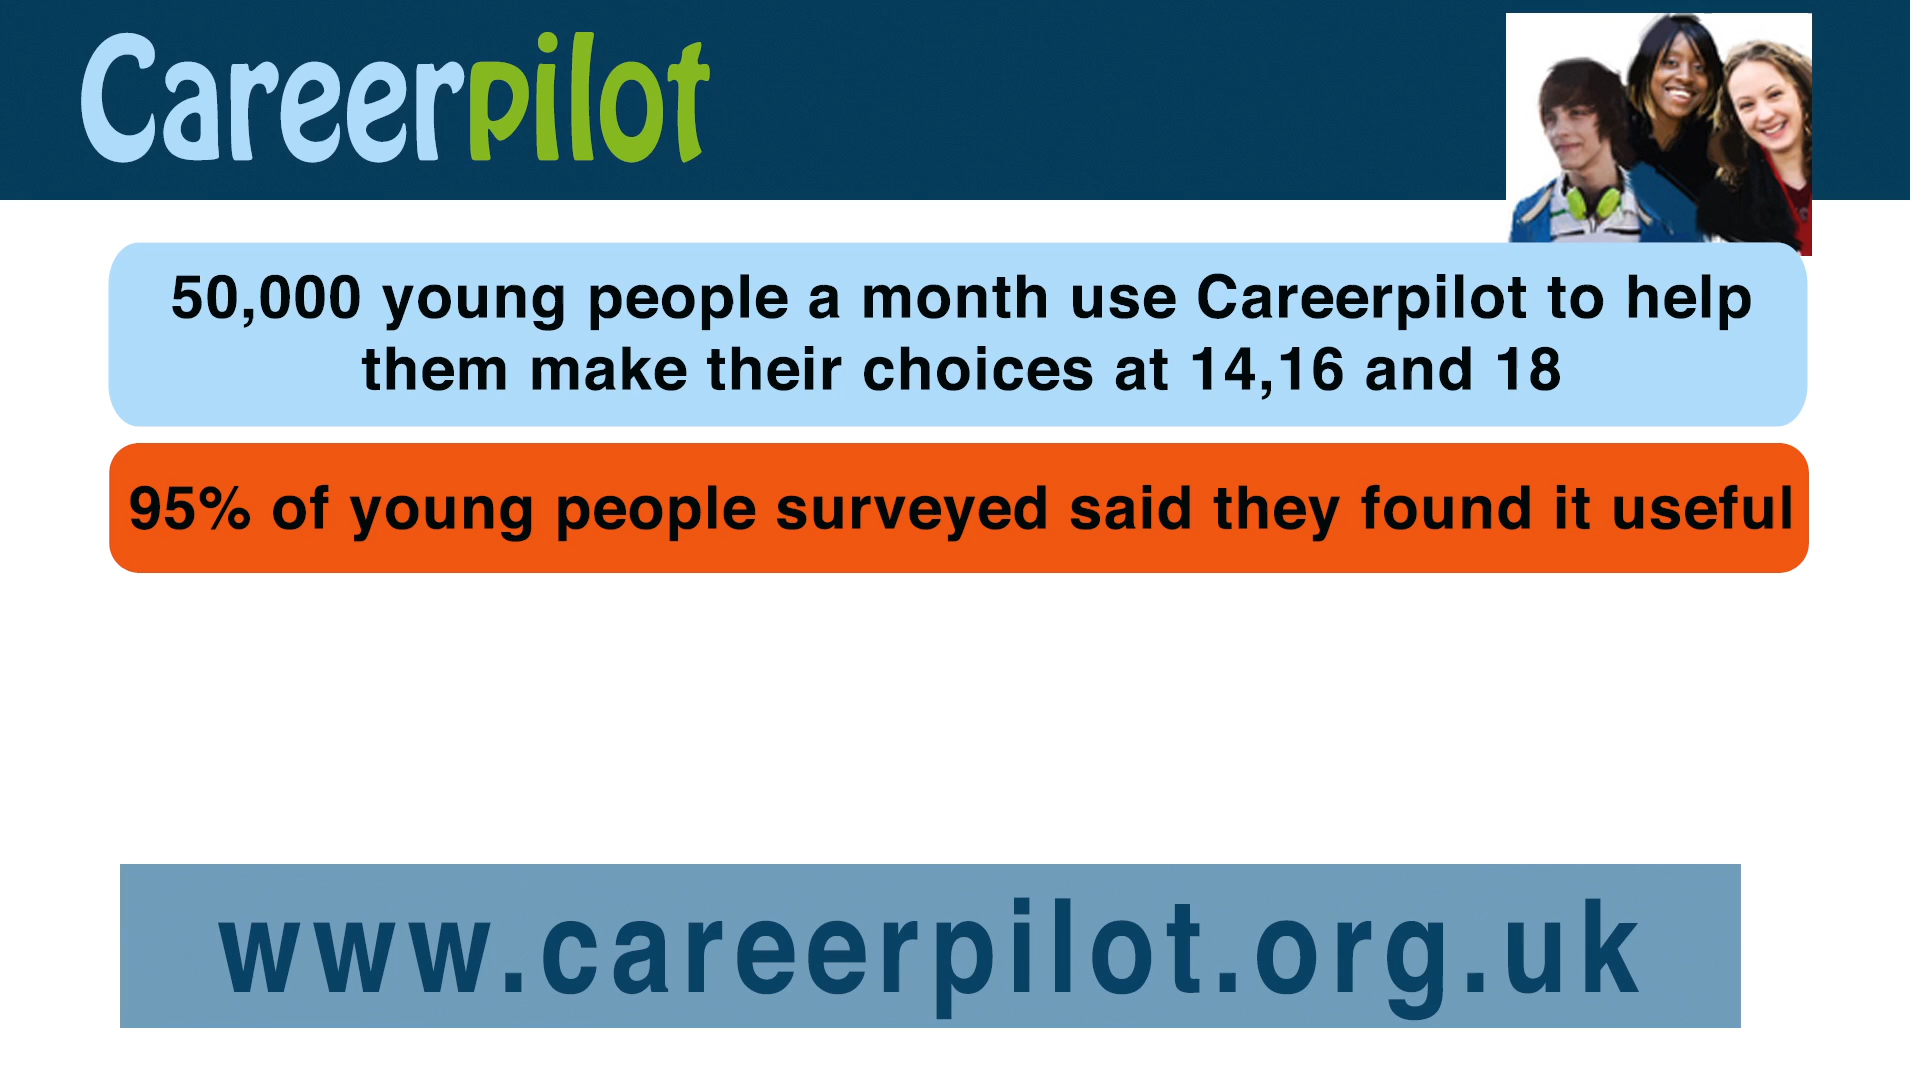 Careerpilot
50,000 young people a month use Careerpilot to help
them make their choices at 14,16 and 18
95% of young people surveyed said they found it useful
www.careerpilot.org.uk